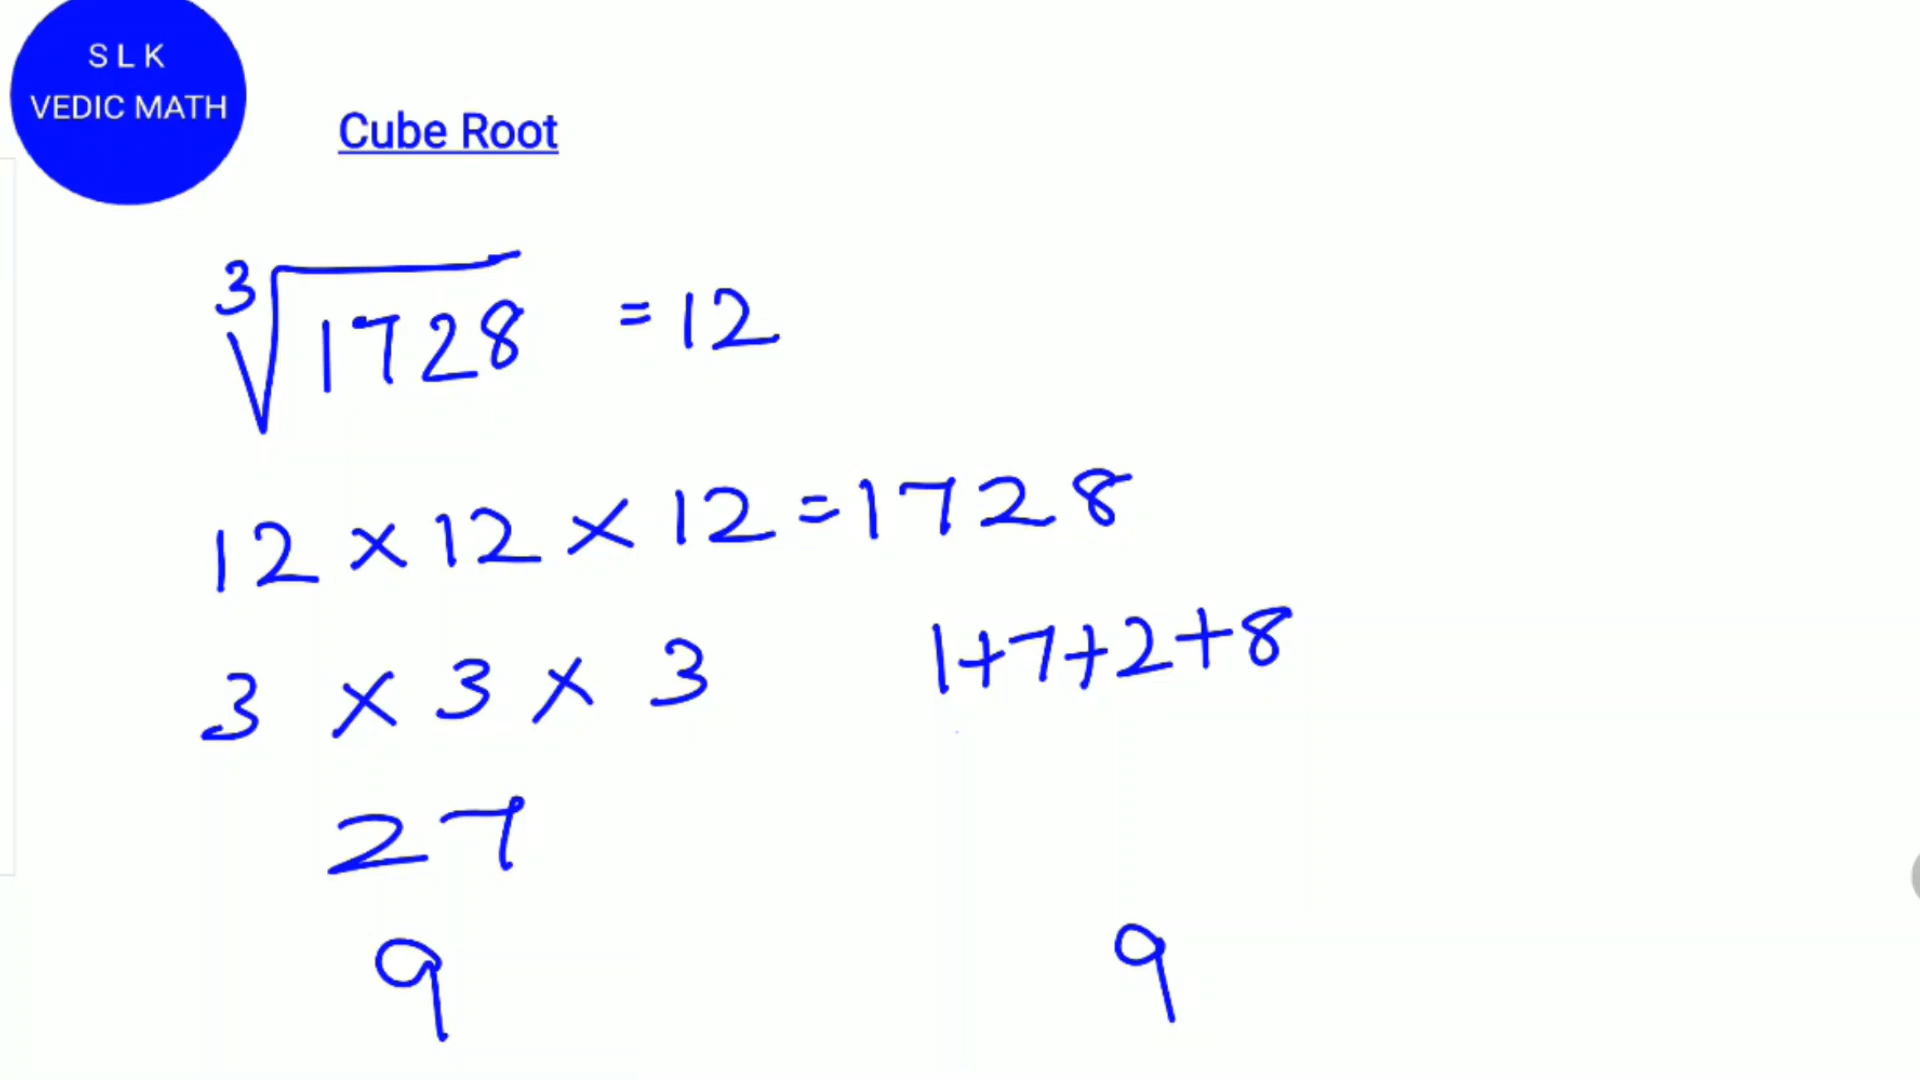 S L K
VEDIC MATH
Cube Root
∛1728 = 12
12 × 12 × 12 = 1728
3 × 3 × 3
1+7+2+8
27
9
9